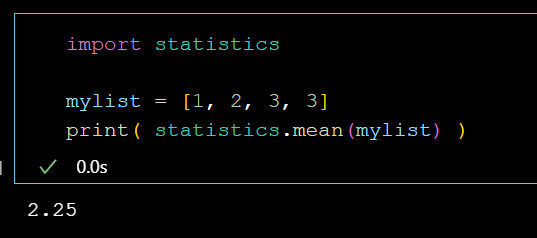 import statistics
mylist = [1, 2, 3, 3]
print( statistics.mean(mylist) )
✓ 0.0s
2.25